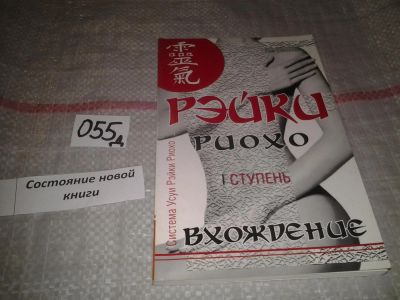 靈
氣
РЭЙКИ
РИОХО
I СТУПЕНЬ
ВХОЖДЕНИЕ
Система Усуи Рэйки Риохо
055д
Состояние новой
книги